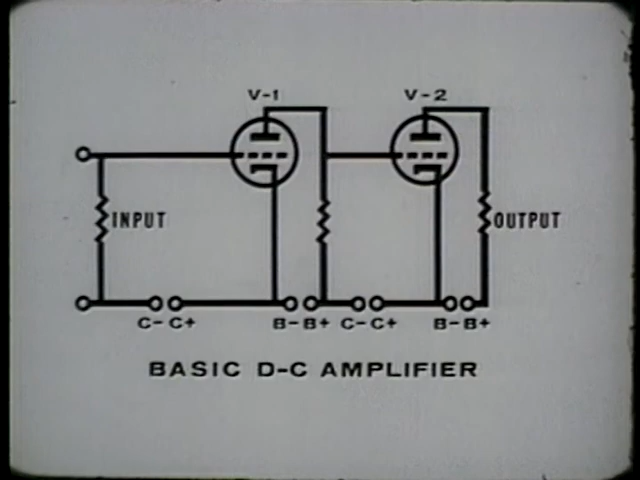 V-1 V-2
INPUT OUTPUT
C- C+ B- B+ C- C+ B- B+
BASIC D-C AMPLIFIER